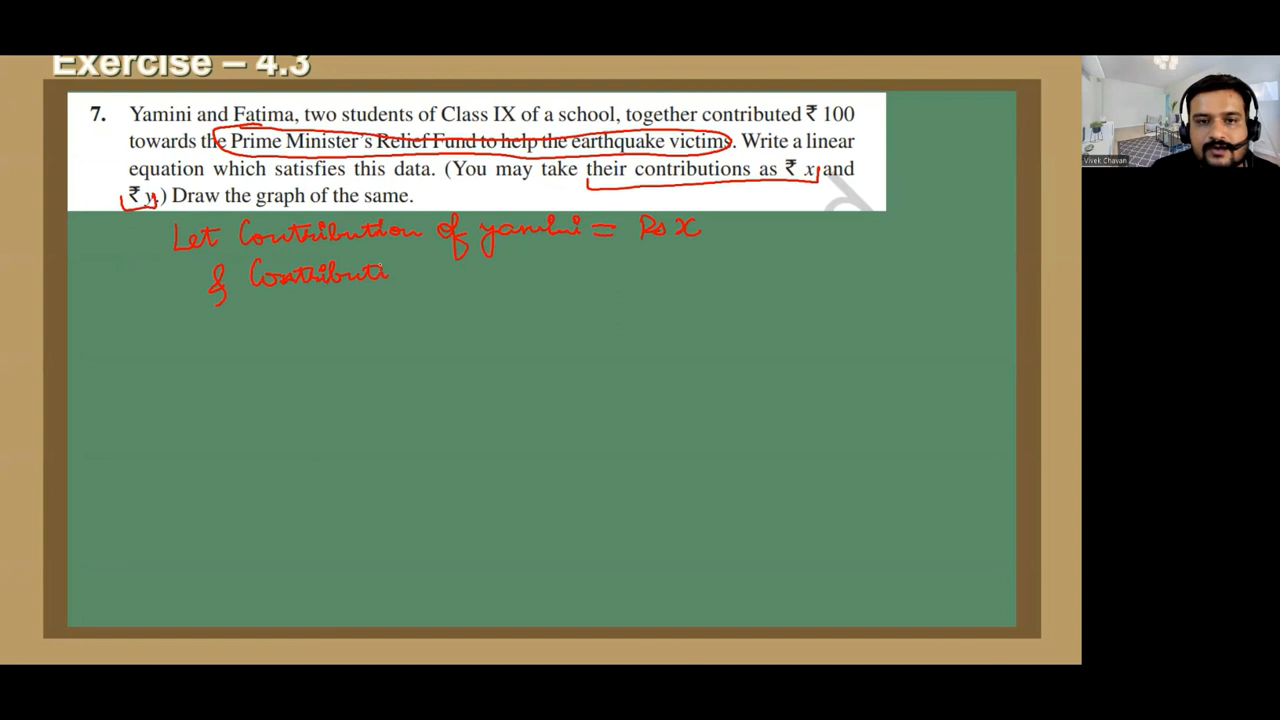 Exercise – 4.3
7. Yamini and Fatima, two students of Class IX of a school, together contributed ₹ 100
towards the Prime Minister’s Relief Fund to help the earthquake victims. Write a linear
equation which satisfies this data. (You may take their contributions as ₹ x and
₹ y.) Draw the graph of the same.
Let Contribution of yamini = Rs x
& Contributi
Vivek Chavan